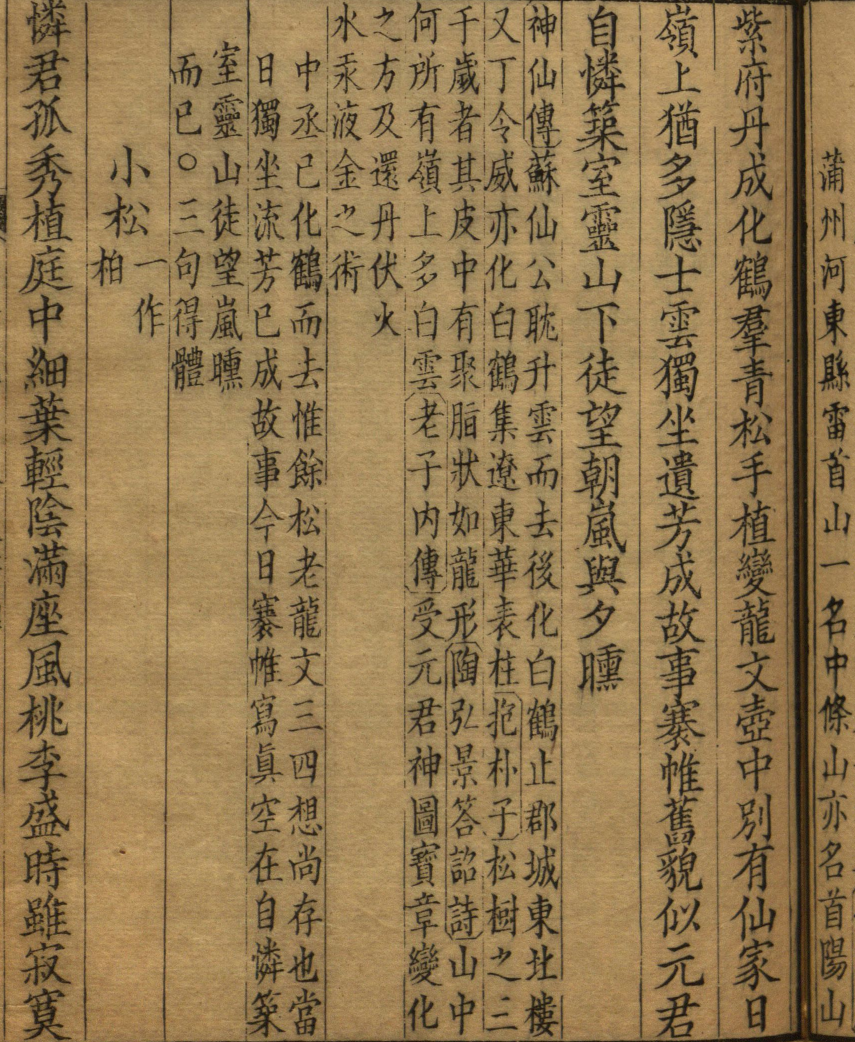 蒲州河東縣雷首山一名中條山亦名首陽山
紫府丹成化鶴羣青松手植變龍文壺中別有仙家日
嶺上猶多隱士雲獨坐遺芳成故事褰帷舊貌似元君
自憐築室靈山下徒望朝嵐與夕曛
神仙傳蘇仙公耽升雲而去後化白鶴止郡城東北樓
又丁令威亦化白鶴集遼東華表柱抱朴子松樹之三
千歲者其皮中有聚脂狀如龍形陶弘景答詔詩山中
何所有嶺上多白雲老子內傳受元君神圖寶章變化
之方及還丹伏火
水汞液金之術
中丞已化鶴而去惟餘松老龍文三四想尚存也當
日獨坐流芳已成故事今日褰帷寫眞空在自憐築
室靈山徒望嵐曛
而已○三句得體
小松一作
柏
憐君孤秀植庭中細葉輕陰滿座風桃李盛時雖寂寞